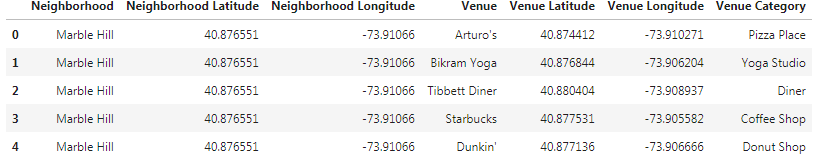 Neighborhood Neighborhood Latitude Neighborhood Longitude Venue Venue Latitude Venue Longitude Venue Category
0 Marble Hill 40.876551 -73.91066 Arturo's 40.874412 -73.910271 Pizza Place
1 Marble Hill 40.876551 -73.91066 Bikram Yoga 40.876844 -73.906204 Yoga Studio
2 Marble Hill 40.876551 -73.91066 Tibbett Diner 40.880404 -73.908937 Diner
3 Marble Hill 40.876551 -73.91066 Starbucks 40.877531 -73.905582 Coffee Shop
4 Marble Hill 40.876551 -73.91066 Dunkin' 40.877136 -73.906666 Donut Shop